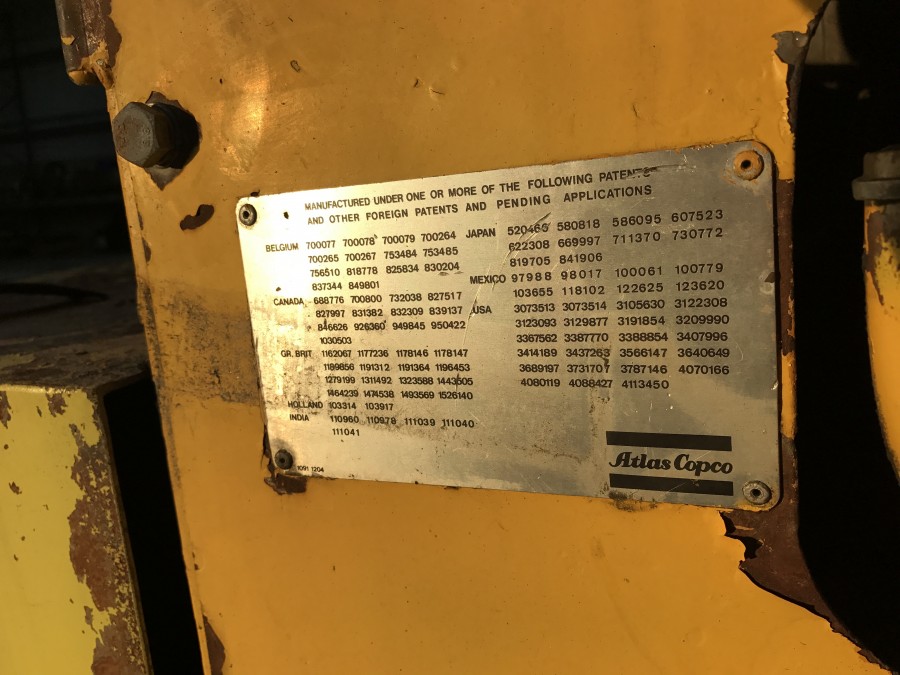 MANUFACTURED UNDER ONE OR MORE OF THE FOLLOWING PATENTS
AND OTHER FOREIGN PATENTS AND PENDING APPLICATIONS
BELGIUM 700077 700078 700079 700264
700265 700267 753484 753485
756510 818778 825834 830204
837344 849801
CANADA 688776 700800 732038 827517
827997 831382 832309 839137
846626 926360 949845 950422
1030503
GR. BRIT. 1162067 1177236 1178146 1178147
1189856 1191312 1191364 1196453
1279199 1311492 1323588 1443505
1464239 1474538 1493569 1526140
HOLLAND 103314 103917
INDIA 110960 110978 111039 111040
111041
JAPAN 520465 580818 586095 607523
622308 669997 711370 730772
819705 841906
MEXICO 97988 98017 100061 100779
103655 118102 122625 123620
USA 3073513 3073514 3105630 3122308
3123093 3129877 3191854 3209990
3367562 3387770 3388854 3407996
3414189 3437263 3566147 3640649
3689197 3731707 3787146 4070166
4080119 4088427 4113450
Atlas Copco
1091 1204